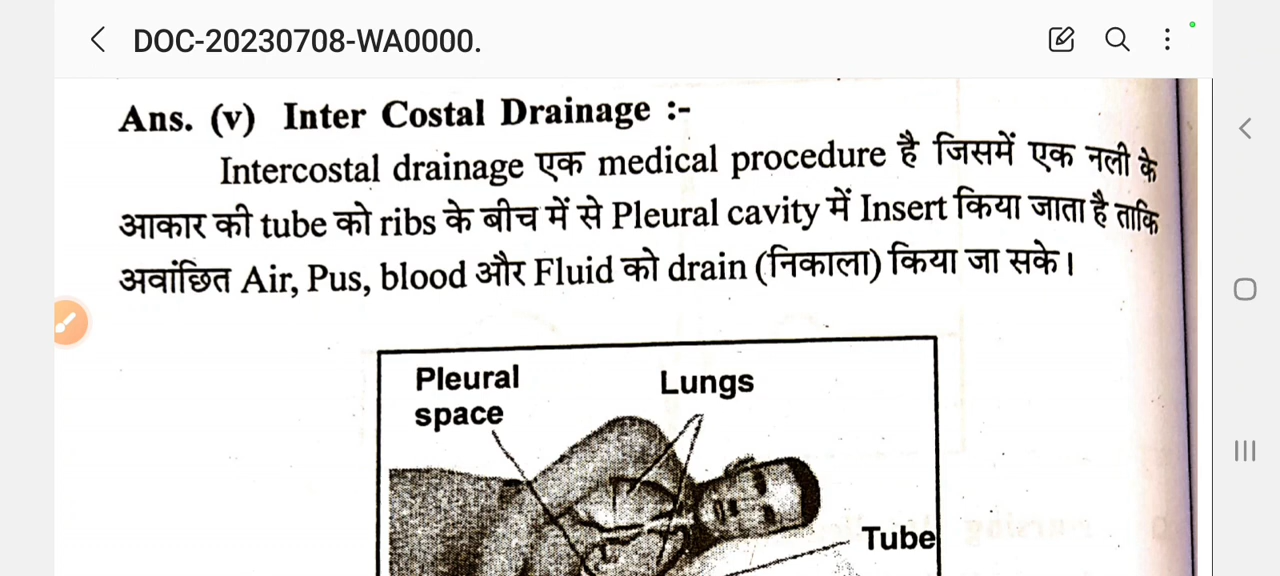 DOC-20230708-WA0000.
Ans. (v) Inter Costal Drainage :-
Intercostal drainage एक medical procedure है जिसमें एक नली के
आकार की tube को ribs के बीच में से Pleural cavity में Insert किया जाता है ताकि
अवांछित Air, Pus, blood और Fluid को drain (निकाला) किया जा सके।
Pleural
space
Lungs
Tube